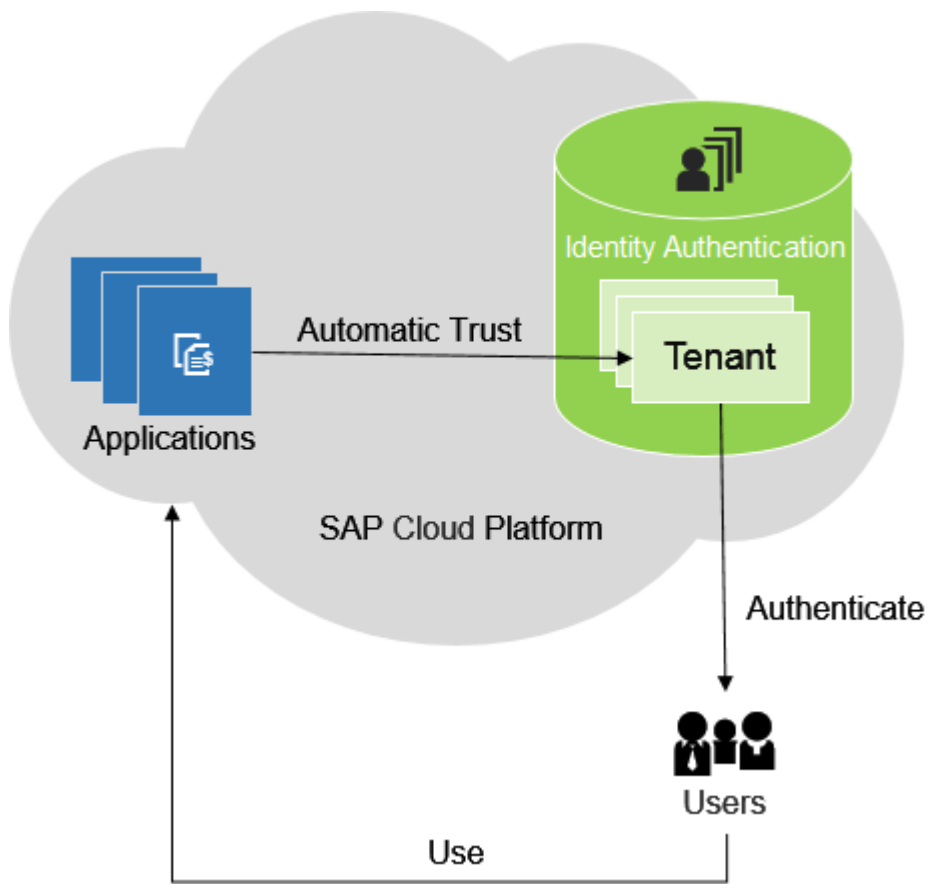 Identity Authentication
Automatic Trust
Tenant
$
Applications
SAP Cloud Platform
Authenticate
Users
Use